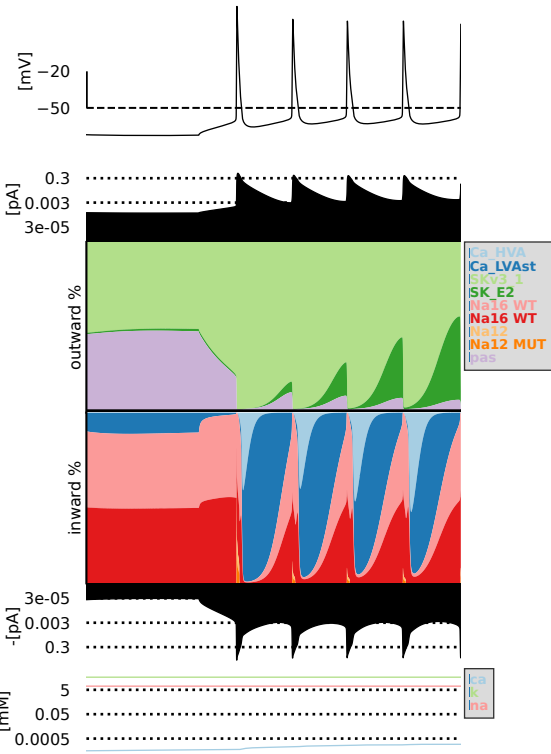 [mV]
−20
−50
[pA]
0.3
0.003
3e-05
outward %
Ca_HVA
Ca_LVAst
SKv3_1
SK_E2
Na16 WT
Na16 WT
Na12
Na12 MUT
pas
inward %
-[pA]
3e-05
0.003
0.3
[mM]
5
0.05
0.0005
ca
k
na